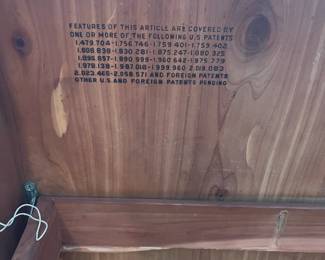 FEATURES OF THIS ARTICLE ARE COVERED BY
ONE OR MORE OF THE FOLLOWING U.S. PATENTS
1.479.704-1.756.746-1.759.401-1.759.402
1.808.838-1.830.281-1.875.247-1.880.325
1.895.857-1.890.999-1.960.642-1.975.779
1.978.138-1.987.018-1.999.960-2.018.083
2.023.465-2.058.571 AND FOREIGN PATENTS
OTHER U.S. AND FOREIGN PATENTS PENDING